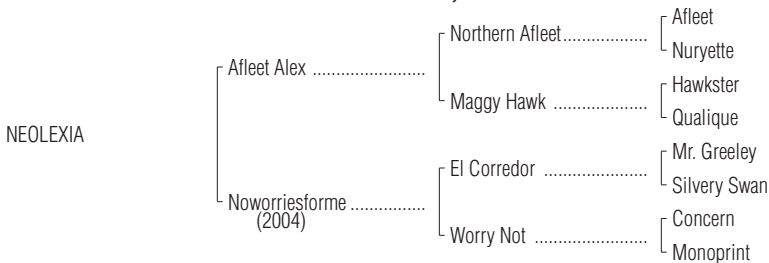 Afleet
Northern Afleet.......................
Nuryette
Afleet Alex ........................
Hawkster
Maggy Hawk ....................
Qualique
NEOLEXIA
Mr. Greeley
El Corredor ......................
Silvery Swan
Noworriesforme ................
(2004)
Concern
Worry Not ........................
Monoprint